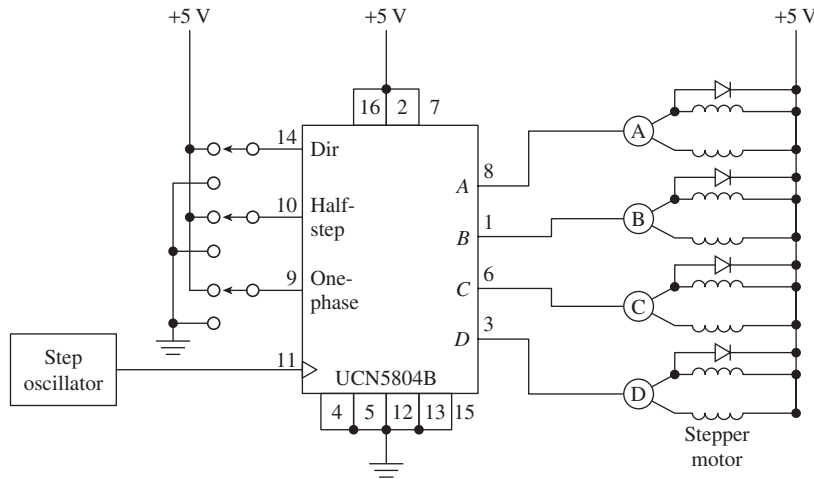 +5 V
+5 V
+5 V
16 2 7
14 Dir
10 Half-
step
9 One-
phase
11
Step
oscillator
A 8
B 1
C 6
D 3
UCN5804B
4 5 12 13 15
A
B
C
D
Stepper
motor